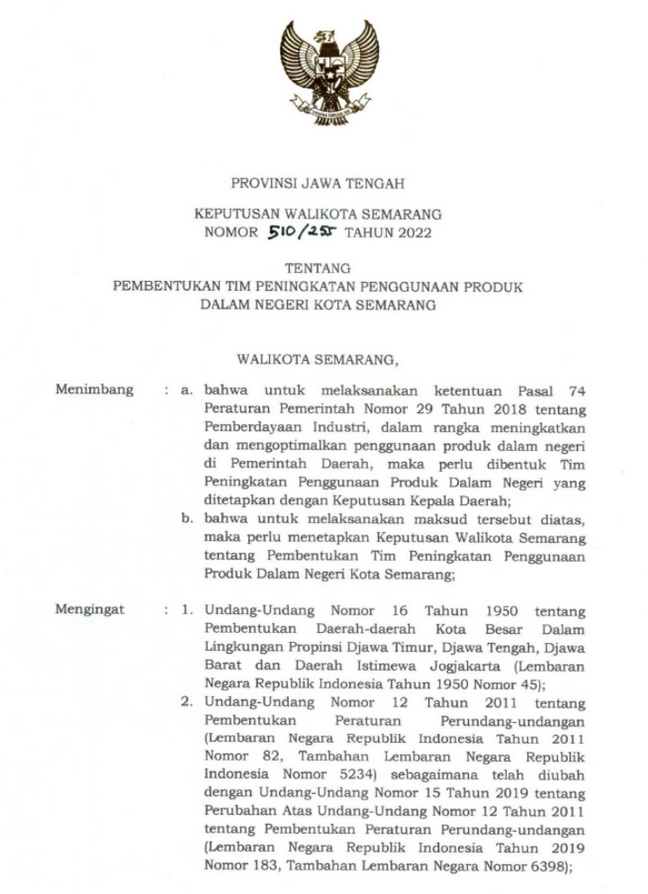 PROVINSI JAWA TENGAH
KEPUTUSAN WALIKOTA SEMARANG
NOMOR 510/255 TAHUN 2022
TENTANG
PEMBENTUKAN TIM PENINGKATAN PENGGUNAAN PRODUK
DALAM NEGERI KOTA SEMARANG
WALIKOTA SEMARANG,
Menimbang : a. bahwa untuk melaksanakan ketentuan Pasal 74
Peraturan Pemerintah Nomor 29 Tahun 2018 tentang
Pemberdayaan Industri, dalam rangka meningkatkan
dan mengoptimalkan penggunaan produk dalam negeri
di Pemerintah Daerah, maka perlu dibentuk Tim
Peningkatan Penggunaan Produk Dalam Negeri yang
ditetapkan dengan Keputusan Kepala Daerah;
b. bahwa untuk melaksanakan maksud tersebut diatas,
maka perlu menetapkan Keputusan Walikota Semarang
tentang Pembentukan Tim Peningkatan Penggunaan
Produk Dalam Negeri Kota Semarang;
Mengingat : 1. Undang-Undang Nomor 16 Tahun 1950 tentang
Pembentukan Daerah-daerah Kota Besar Dalam
Lingkungan Propinsi Djawa Timur, Djawa Tengah, Djawa
Barat dan Daerah Istimewa Jogjakarta (Lembaran
Negara Republik Indonesia Tahun 1950 Nomor 45);
2. Undang-Undang Nomor 12 Tahun 2011 tentang
Pembentukan Peraturan Perundang-undangan
(Lembaran Negara Republik Indonesia Tahun 2011
Nomor 82, Tambahan Lembaran Negara Republik
Indonesia Nomor 5234) sebagaimana telah diubah
dengan Undang-Undang Nomor 15 Tahun 2019 tentang
Perubahan Atas Undang-Undang Nomor 12 Tahun 2011
tentang Pembentukan Peraturan Perundang-undangan
(Lembaran Negara Republik Indonesia Tahun 2019
Nomor 183, Tambahan Lembaran Negara Nomor 6398);